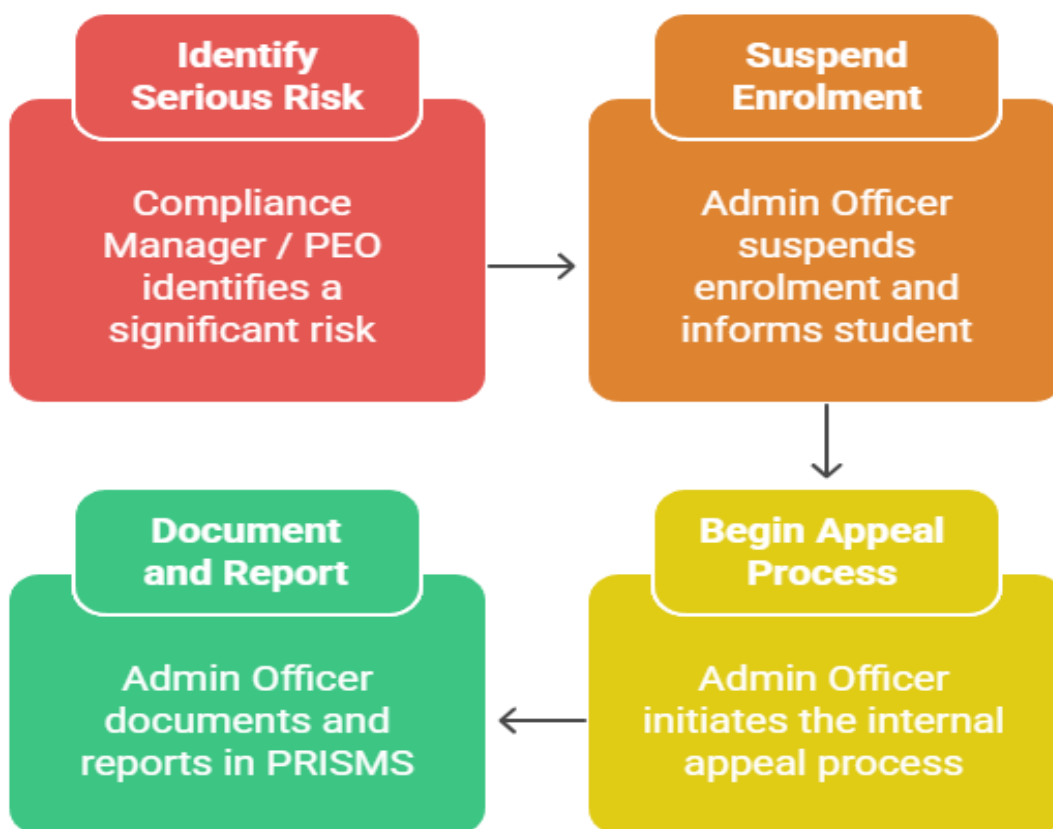 Identify
Serious Risk
Compliance
Manager / PEO
identifies a
significant risk
Suspend
Enrolment
Admin Officer
suspends
enrolment and
informs student
Begin Appeal
Process
Admin Officer
initiates the internal
appeal process
Document
and Report
Admin Officer
documents and
reports in PRISMS